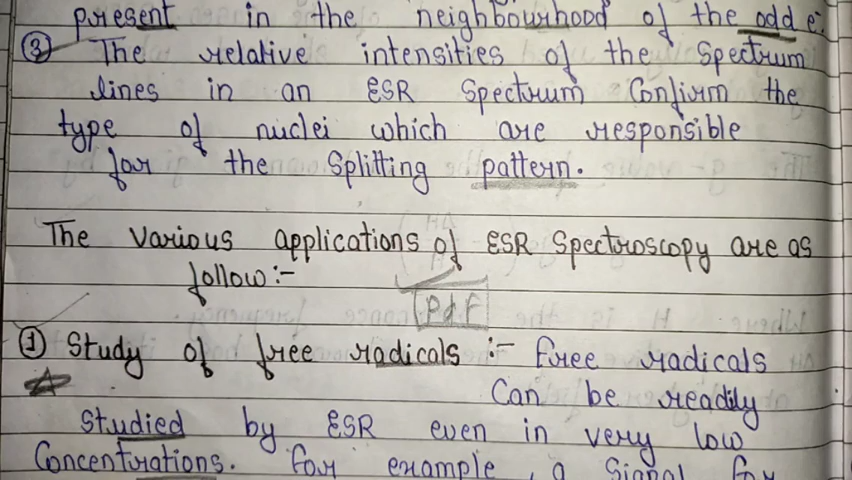 present in the neighbourhood of the odd e-
③ The relative intensities of the spectrum
lines in an ESR Spectrum Confirm the
type of nuclei which are responsible
for the Splitting pattern.
The various applications of ESR Spectroscopy are as
follow:-
Pdf
① Study of free radicals :- free radicals
Can be readily
studied by ESR even in very low
Concentrations. For example, a signal for